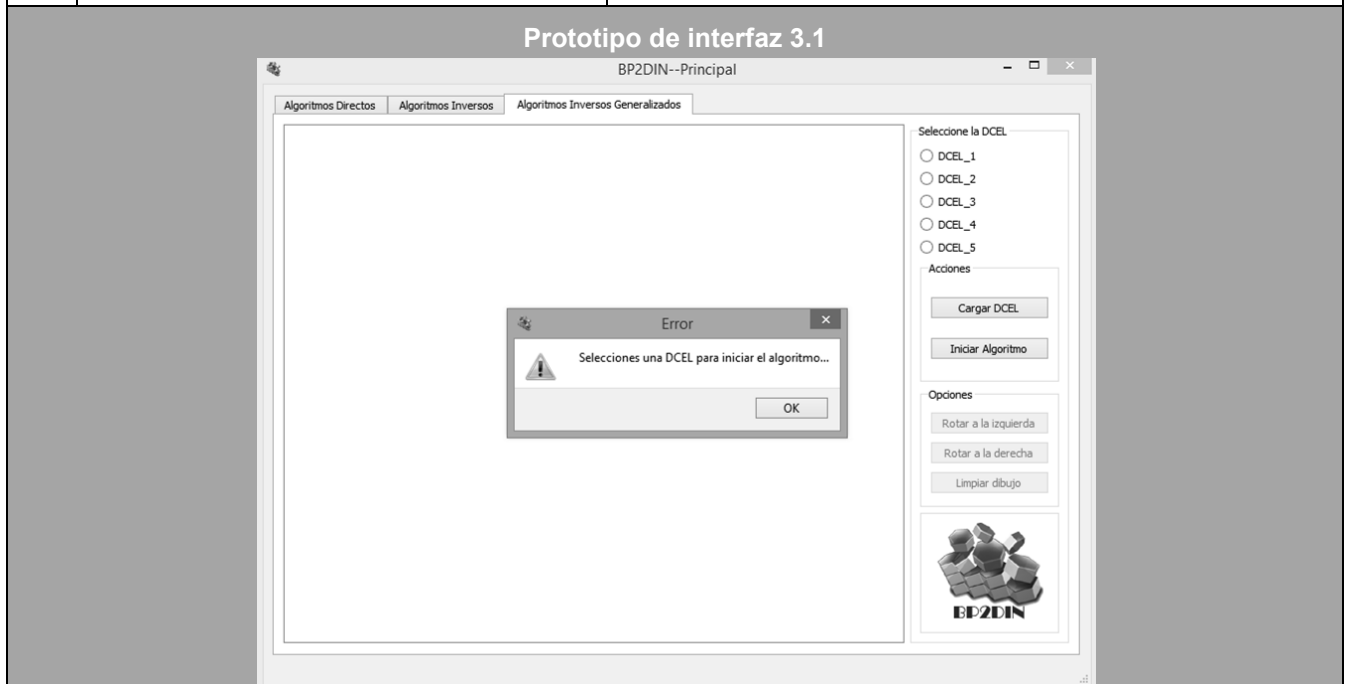 Prototipo de interfaz 3.1
BP2DIN--Principal
Algoritmos Directos
Algoritmos Inversos
Algoritmos Inversos Generalizados
Seleccione la DCEL
DCEL_1
DCEL_2
DCEL_3
DCEL_4
DCEL_5
Acciones
Cargar DCEL
Iniciar Algoritmo
Error
Selecciones una DCEL para iniciar el algoritmo...
OK
Opciones
Rotar a la izquierda
Rotar a la derecha
Limpiar dibujo
BP2DIN